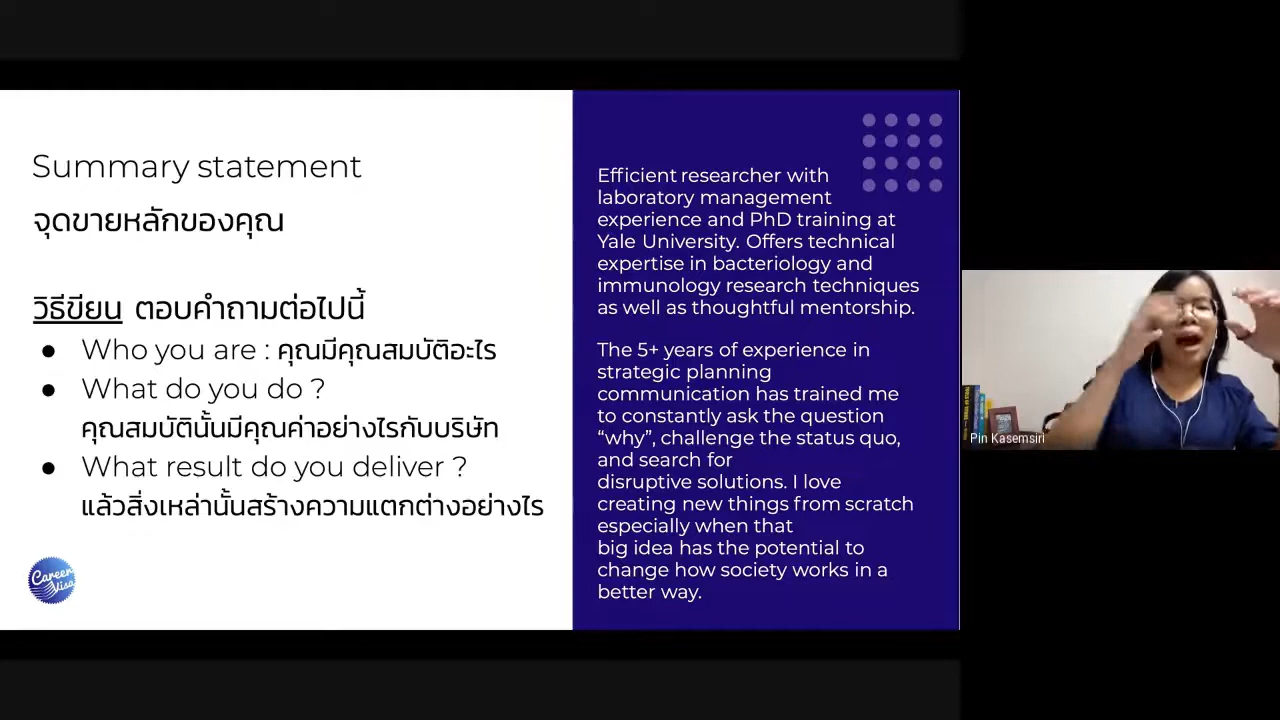 Summary statement
จุดขายหลักของคุณ
วิธีขียน ตอบคำถามต่อไปนี้
● Who you are : คุณมีคุณสมบัติอะไร
● What do you do ?
คุณสมบัตินั้นมีคุณค่าอย่างไรกับบริษัท
● What result do you deliver ?
แล้วสิ่งเหล่านั้นสร้างความแตกต่างอย่างไร
Career
Visa
Efficient researcher with
laboratory management
experience and PhD training at
Yale University. Offers technical
expertise in bacteriology and
immunology research techniques
as well as thoughtful mentorship.
The 5+ years of experience in
strategic planning
communication has trained me
to constantly ask the question
“why”, challenge the status quo,
and search for
disruptive solutions. I love
creating new things from scratch
especially when that
big idea has the potential to
change how society works in a
better way.
Pin Kasemsiri